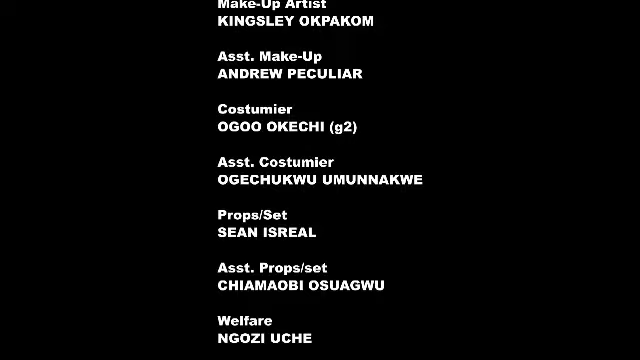 Make-Up Artist
KINGSLEY OKPAKOM
Asst. Make-Up
ANDREW PECULIAR
Costumier
OGOO OKECHI (g2)
Asst. Costumier
OGECHUKWU UMUNNAKWE
Props/Set
SEAN ISREAL
Asst. Props/set
CHIAMAOBI OSUAGWU
Welfare
NGOZI UCHE